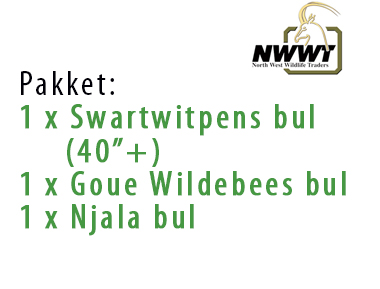 NWWT
North West Wildlife Traders
Pakket:
1 x Swartwitpens bul
(40”+)
1 x Goue Wildebees bul
1 x Njala bul